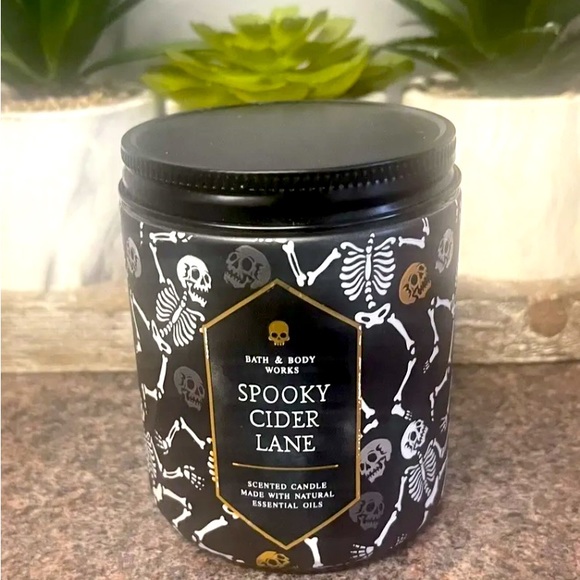 BATH & BODY
WORKS
SPOOKY
CIDER
LANE
SCENTED CANDLE
MADE WITH NATURAL
ESSENTIAL OILS